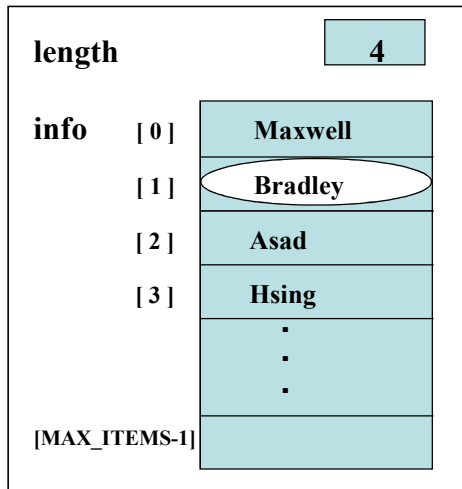 length 4
info [ 0 ] Maxwell
[ 1 ] Bradley
[ 2 ] Asad
[ 3 ] Hsing
.
.
.
[MAX_ITEMS-1]